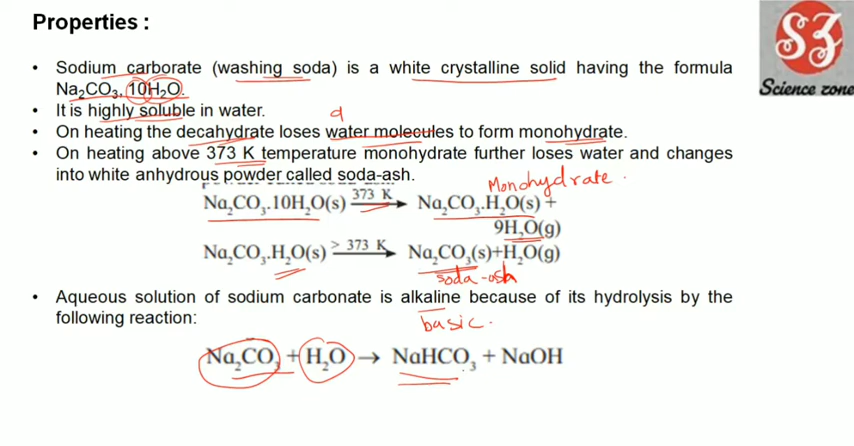 Properties :
SZ
Science zone
• Sodium carborate (washing soda) is a white crystalline solid having the formula
Na₂CO₃. 10H₂O.
• It is highly soluble in water.
9
• On heating the decahydrate loses water molecules to form monohydrate.
• On heating above 373 K temperature monohydrate further loses water and changes
into white anhydrous powder called soda-ash.
Monohydrate.
Na₂CO₃.10H₂O(s) 373 K → Na₂CO₃.H₂O(s) +
9H₂O(g)
Na₂CO₃.H₂O(s) > 373 K → Na₂CO₃(s)+H₂O(g)
soda-ash
• Aqueous solution of sodium carbonate is alkaline because of its hydrolysis by the
following reaction:
basic.
Na₂CO₃ + H₂O → NaHCO₃ + NaOH